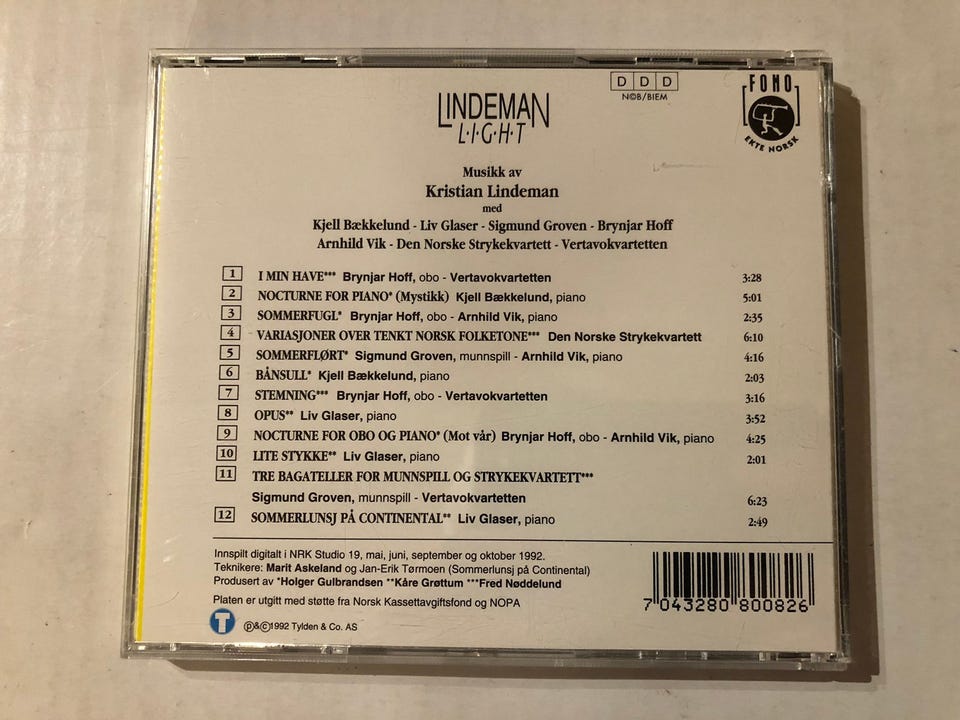 D D D
N©B/BIEM
FONO
EKTE NORSK
LINDEMAN
L·I·G·H·T
Musikk av
Kristian Lindeman
med
Kjell Bækkelund - Liv Glaser - Sigmund Groven - Brynjar Hoff
Arnhild Vik - Den Norske Strykekvartett - Vertavokvartetten
1 I MIN HAVE*** Brynjar Hoff, obo - Vertavokvartetten 3:28
2 NOCTURNE FOR PIANO* (Mystikk) Kjell Bækkelund, piano 5:01
3 SOMMERFUGL* Brynjar Hoff, obo - Arnhild Vik, piano 2:35
4 VARIASJONER OVER TENKT NORSK FOLKETONE*** Den Norske Strykekvartett 6:10
5 SOMMERFLØRT* Sigmund Groven, munnspill - Arnhild Vik, piano 4:16
6 BÅNSULL* Kjell Bækkelund, piano 2:03
7 STEMNING*** Brynjar Hoff, obo - Vertavokvartetten 3:16
8 OPUS** Liv Glaser, piano 3:52
9 NOCTURNE FOR OBO OG PIANO* (Mot vår) Brynjar Hoff, obo - Arnhild Vik, piano 4:25
10 LITE STYKKE** Liv Glaser, piano 2:01
11 TRE BAGATELLER FOR MUNNSPILL OG STRYKEKVARTETT***
Sigmund Groven, munnspill - Vertavokvartetten 6:23
12 SOMMERLUNSJ PÅ CONTINENTAL** Liv Glaser, piano 2:49
Innspilt digitalt i NRK Studio 19, mai, juni, september og oktober 1992.
Teknikere: Marit Askeland og Jan-Erik Tørmoen (Sommerlunsj på Continental)
Produsert av *Holger Gulbrandsen **Kåre Grøttum ***Fred Nøddelund
Platen er utgitt med støtte fra Norsk Kassettavgiftsfond og NOPA
T ℗&©1992 Tylden & Co. AS
7 043280 800826